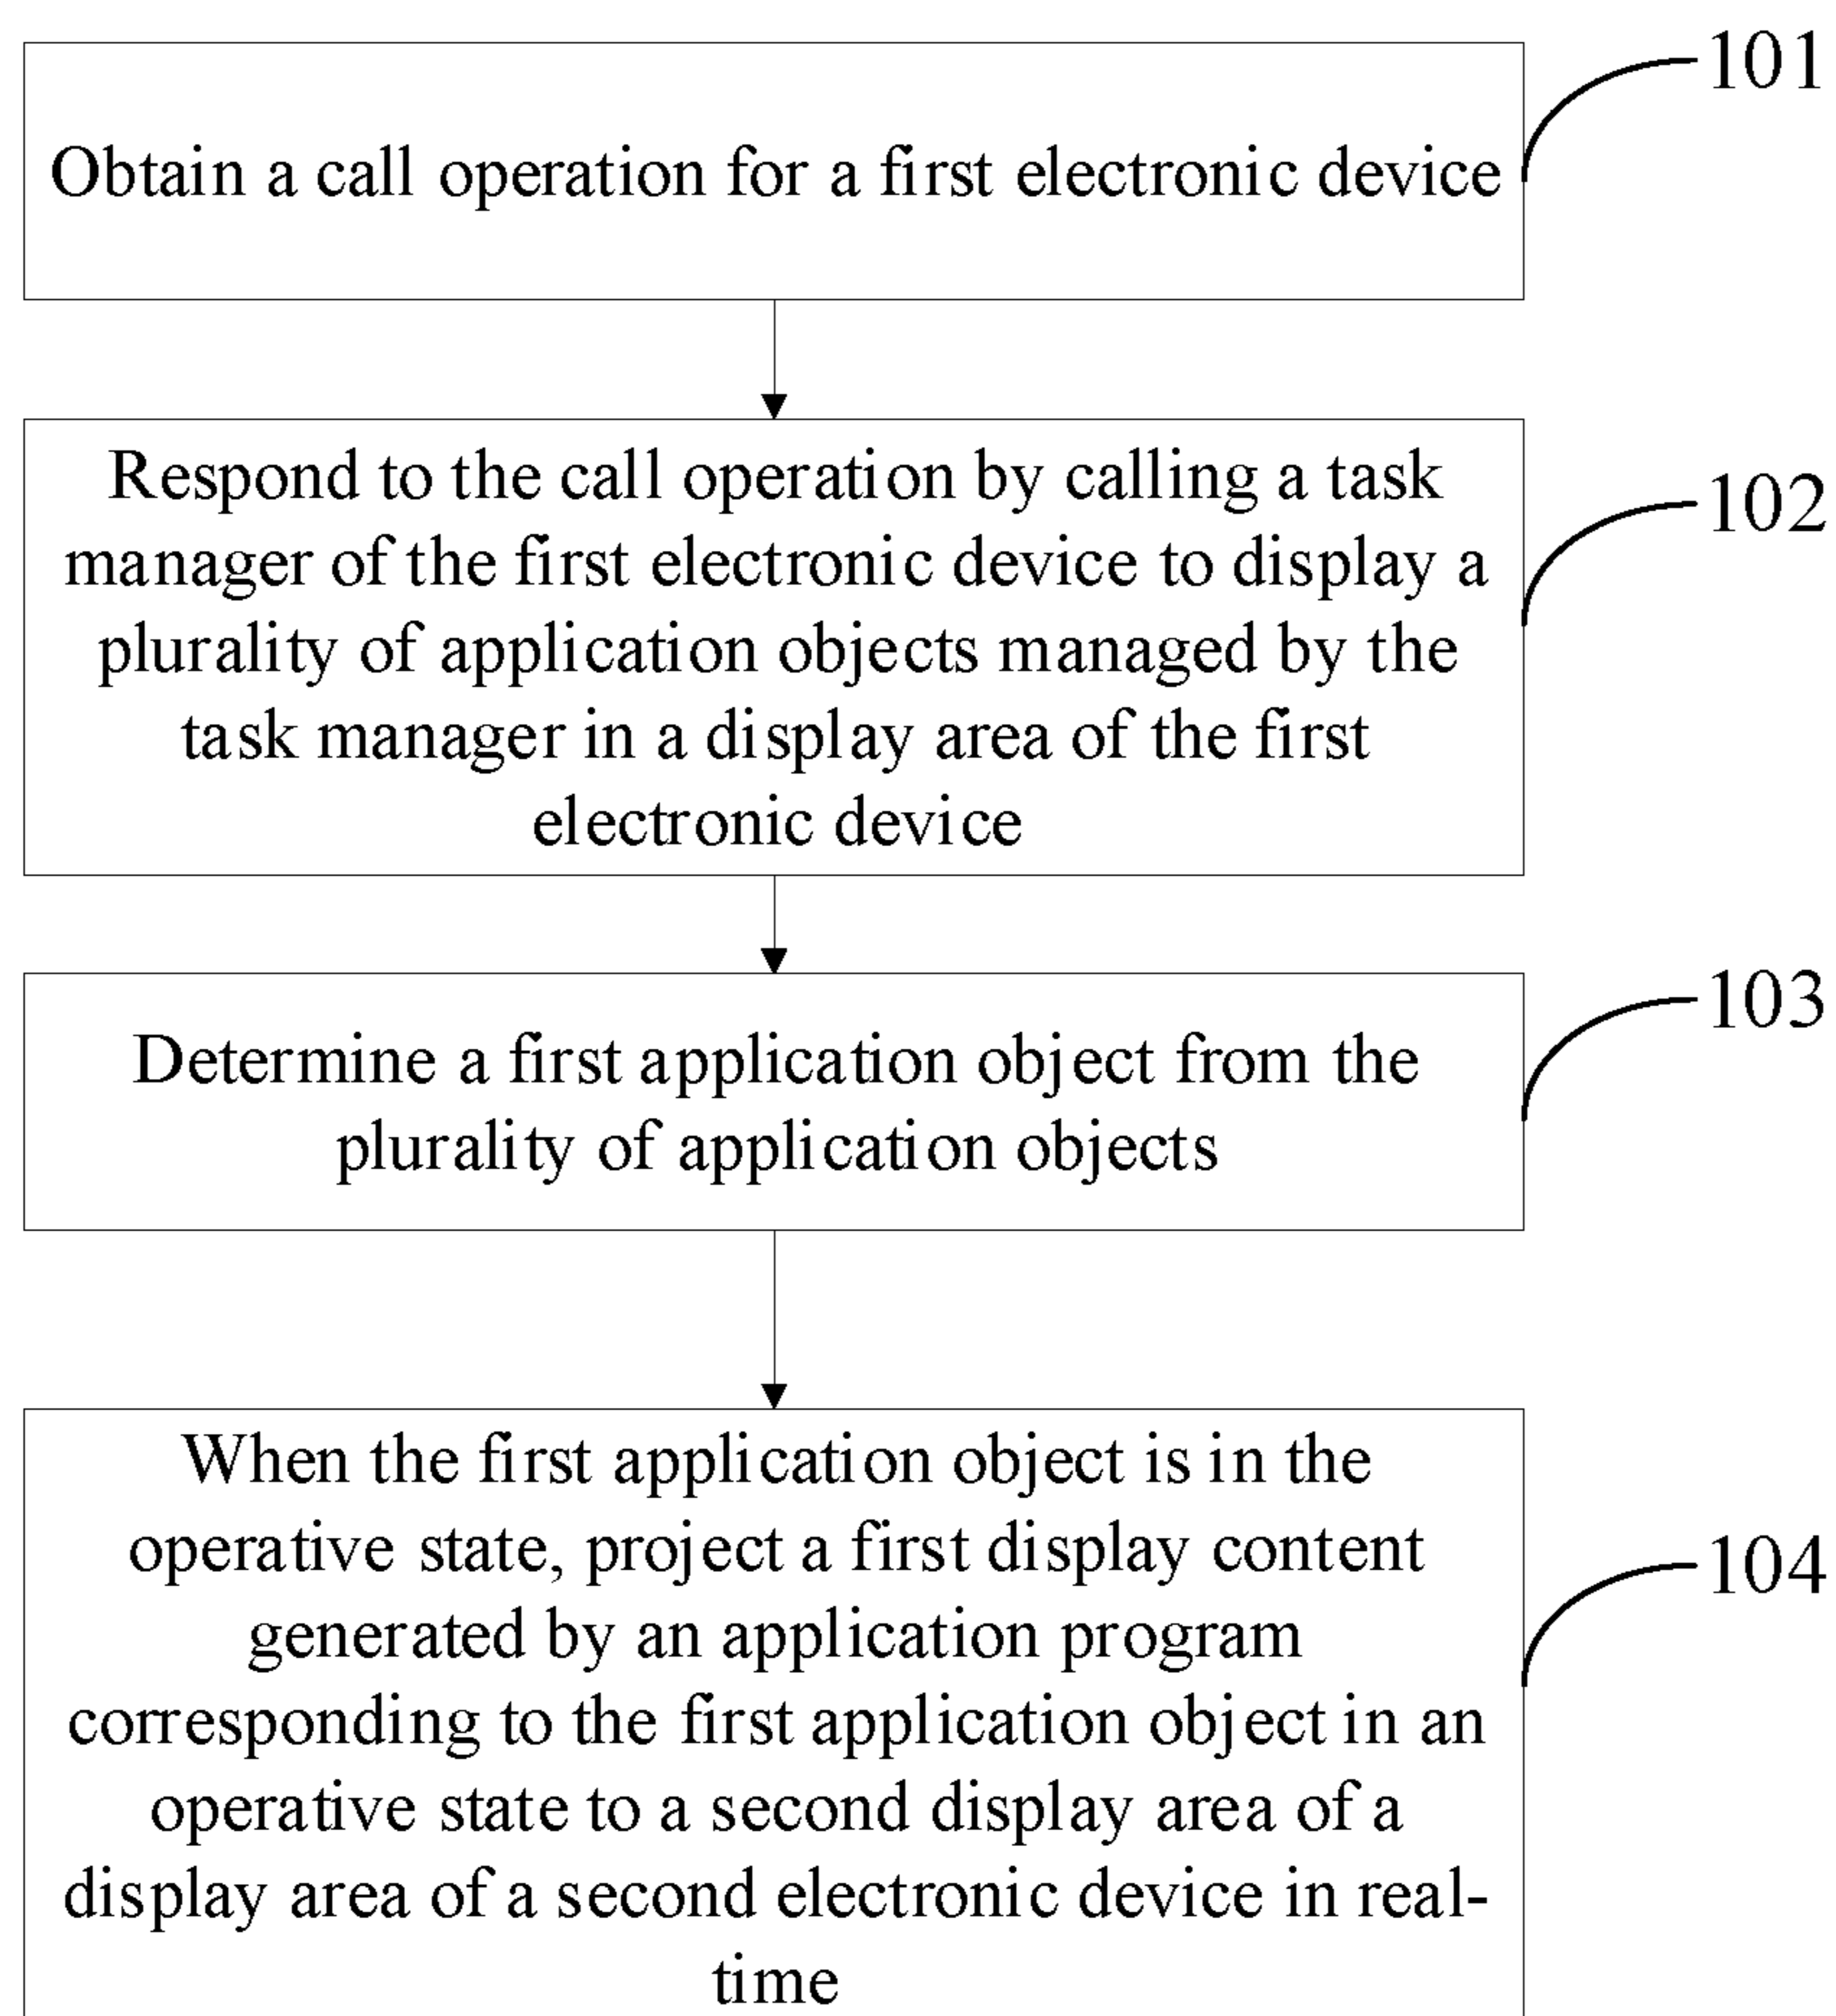 101
Obtain a call operation for a first electronic device
Respond to the call operation by calling a task
manager of the first electronic device to display a
plurality of application objects managed by the
task manager in a display area of the first
electronic device
102
Determine a first application object from the
plurality of application objects
103
When the first application object is in the
operative state, project a first display content
generated by an application program
corresponding to the first application object in an
operative state to a second display area of a
display area of a second electronic device in real-
time
104